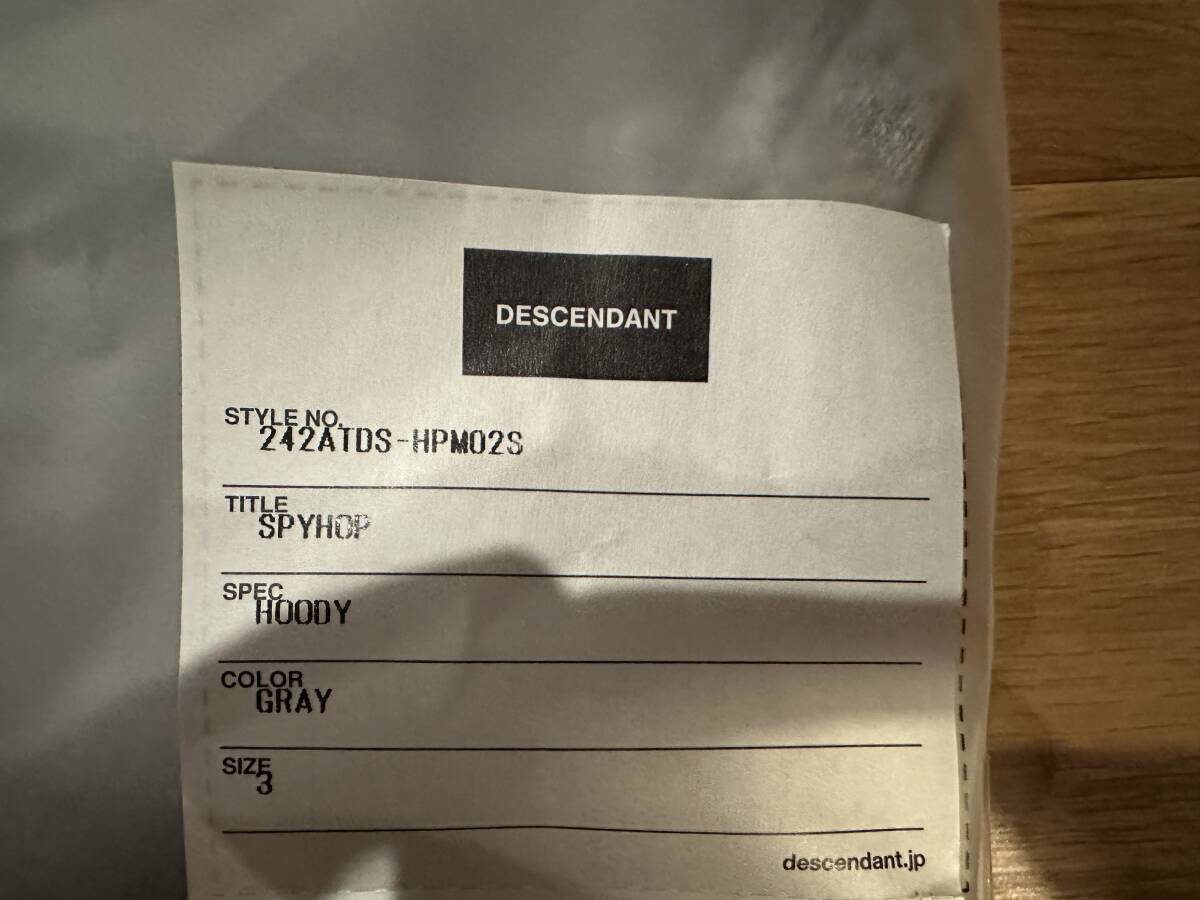 DESCENDANT
STYLE NO.
242ATDS-HPM02S
TITLE
SPYHOP
SPEC
HOODY
COLOR
GRAY
SIZE
3
descendant.jp